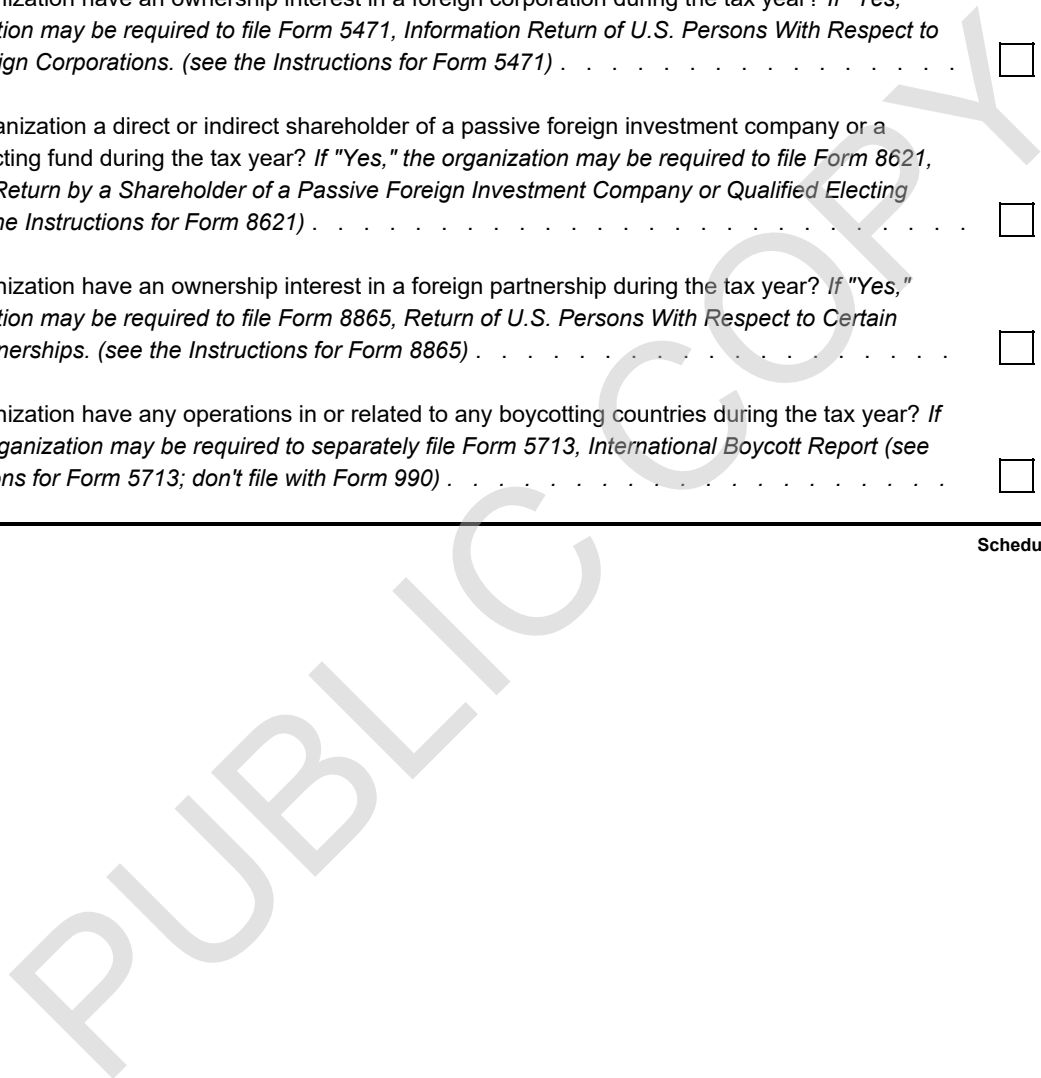 nization have an ownership interest in a foreign corporation during the tax year? If "Yes,"
tion may be required to file Form 5471, Information Return of U.S. Persons With Respect to
ign Corporations. (see the Instructions for Form 5471) . . . . . . . . . . . . . . . .
anization a direct or indirect shareholder of a passive foreign investment company or a
cting fund during the tax year? If "Yes," the organization may be required to file Form 8621,
Return by a Shareholder of a Passive Foreign Investment Company or Qualified Electing
ne Instructions for Form 8621) . . . . . . . . . . . . . . . . . . . . . . . . . .
nization have an ownership interest in a foreign partnership during the tax year? If "Yes,"
tion may be required to file Form 8865, Return of U.S. Persons With Respect to Certain
nerships. (see the Instructions for Form 8865) . . . . . . . . . . . . . . . . . . .
nization have any operations in or related to any boycotting countries during the tax year? If
rganization may be required to separately file Form 5713, International Boycott Report (see
ons for Form 5713; don't file with Form 990) . . . . . . . . . . . . . . . . . . . .
Schedu
PUBLIC COPY